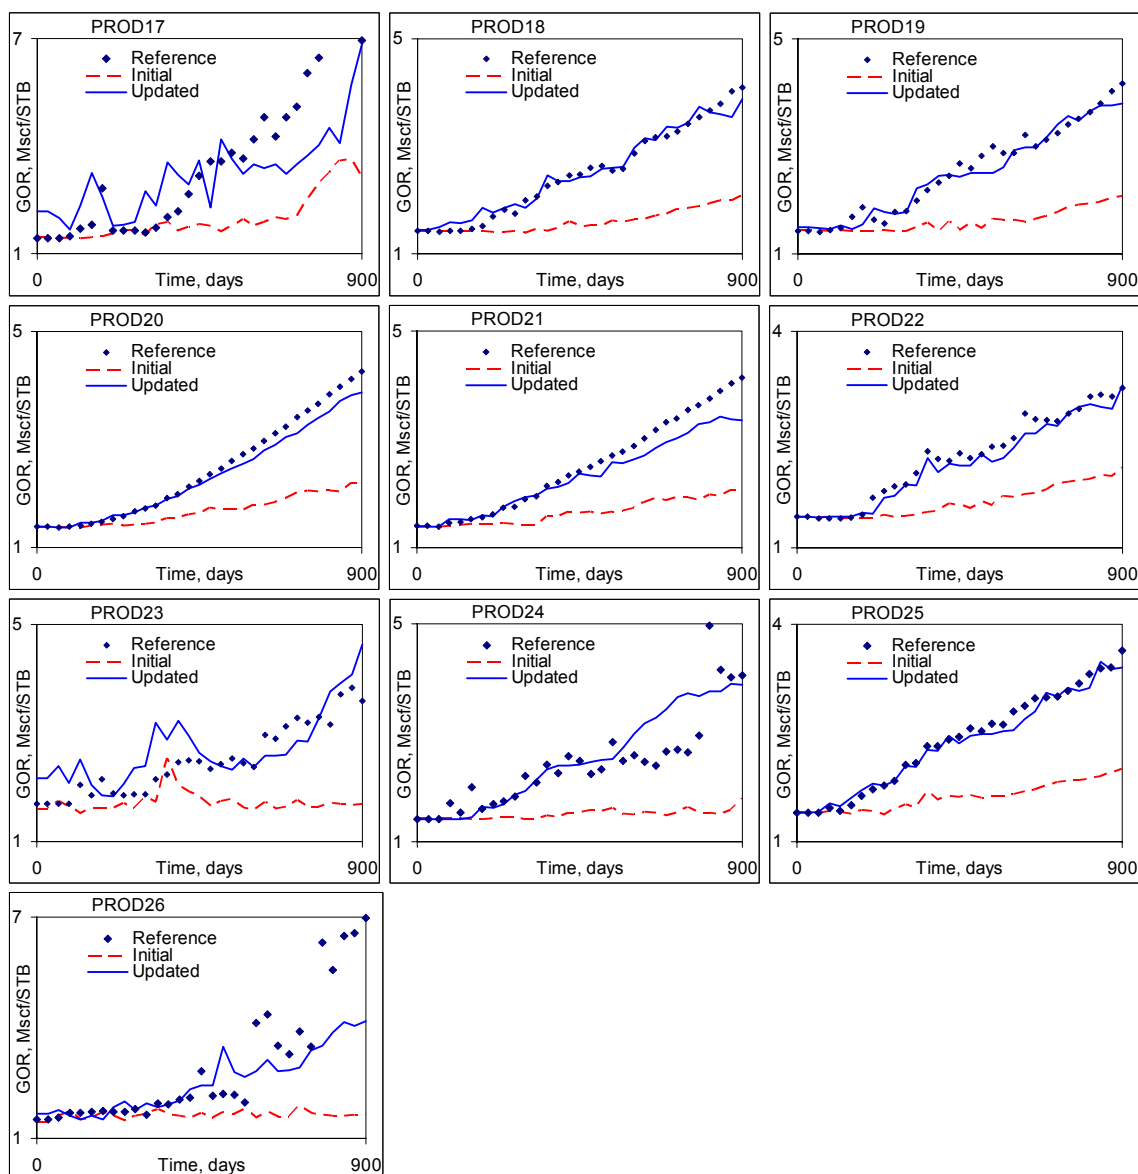 PROD17
7
Reference
Initial
Updated
GOR, Mscf/STB
1
0
Time, days
900
PROD18
5
Reference
Initial
Updated
GOR, Mscf/STB
1
0
Time, days
900
PROD19
5
Reference
Initial
Updated
GOR, Mscf/STB
1
0
Time, days
900
PROD20
5
Reference
Initial
Updated
GOR, Mscf/STB
1
0
Time, days
900
PROD21
5
Reference
Initial
Updated
GOR, Mscf/STB
1
0
Time, days
900
PROD22
4
Reference
Initial
Updated
GOR, Mscf/STB
1
0
Time, days
900
PROD23
5
Reference
Initial
Updated
GOR, Mscf/STB
1
0
Time, days
900
PROD24
5
Reference
Initial
Updated
GOR, Mscf/STB
1
0
Time, days
900
PROD25
4
Reference
Initial
Updated
GOR, Mscf/STB
1
0
Time, days
900
PROD26
7
Reference
Initial
Updated
GOR, Mscf/STB
1
0
Time, days
900